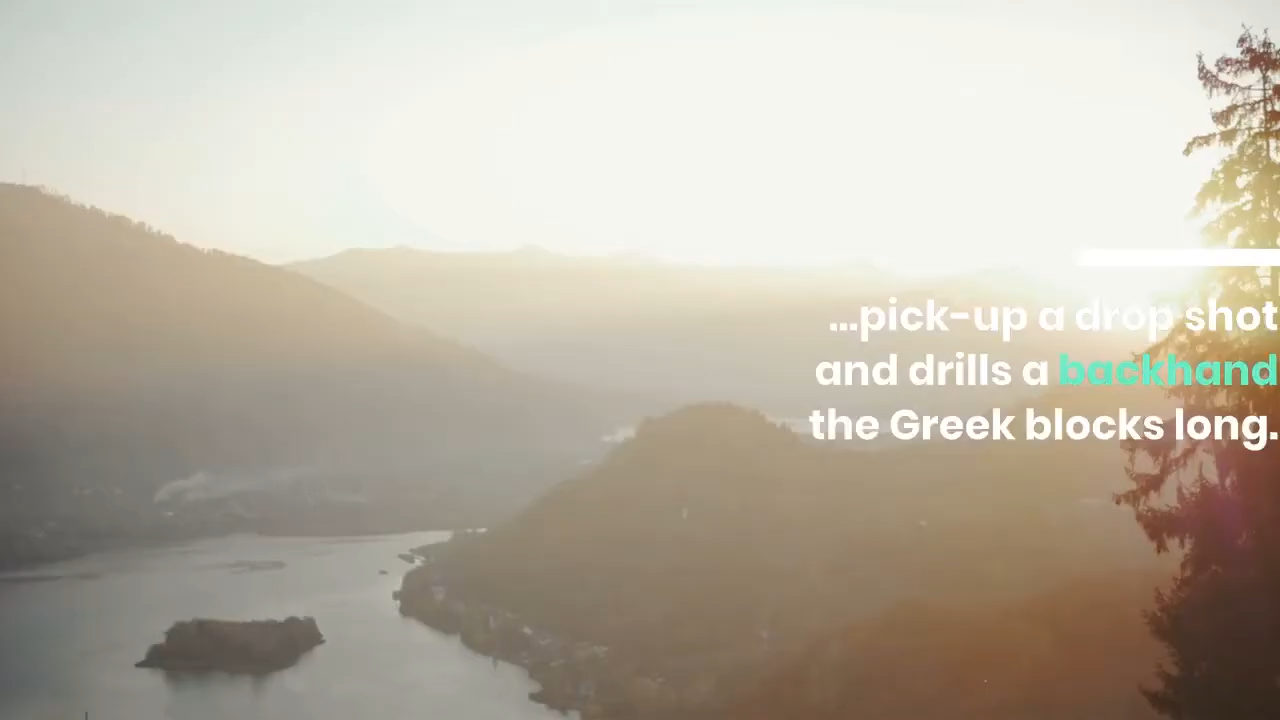 ...pick-up a drop shot
and drills a backhand
the Greek blocks long.